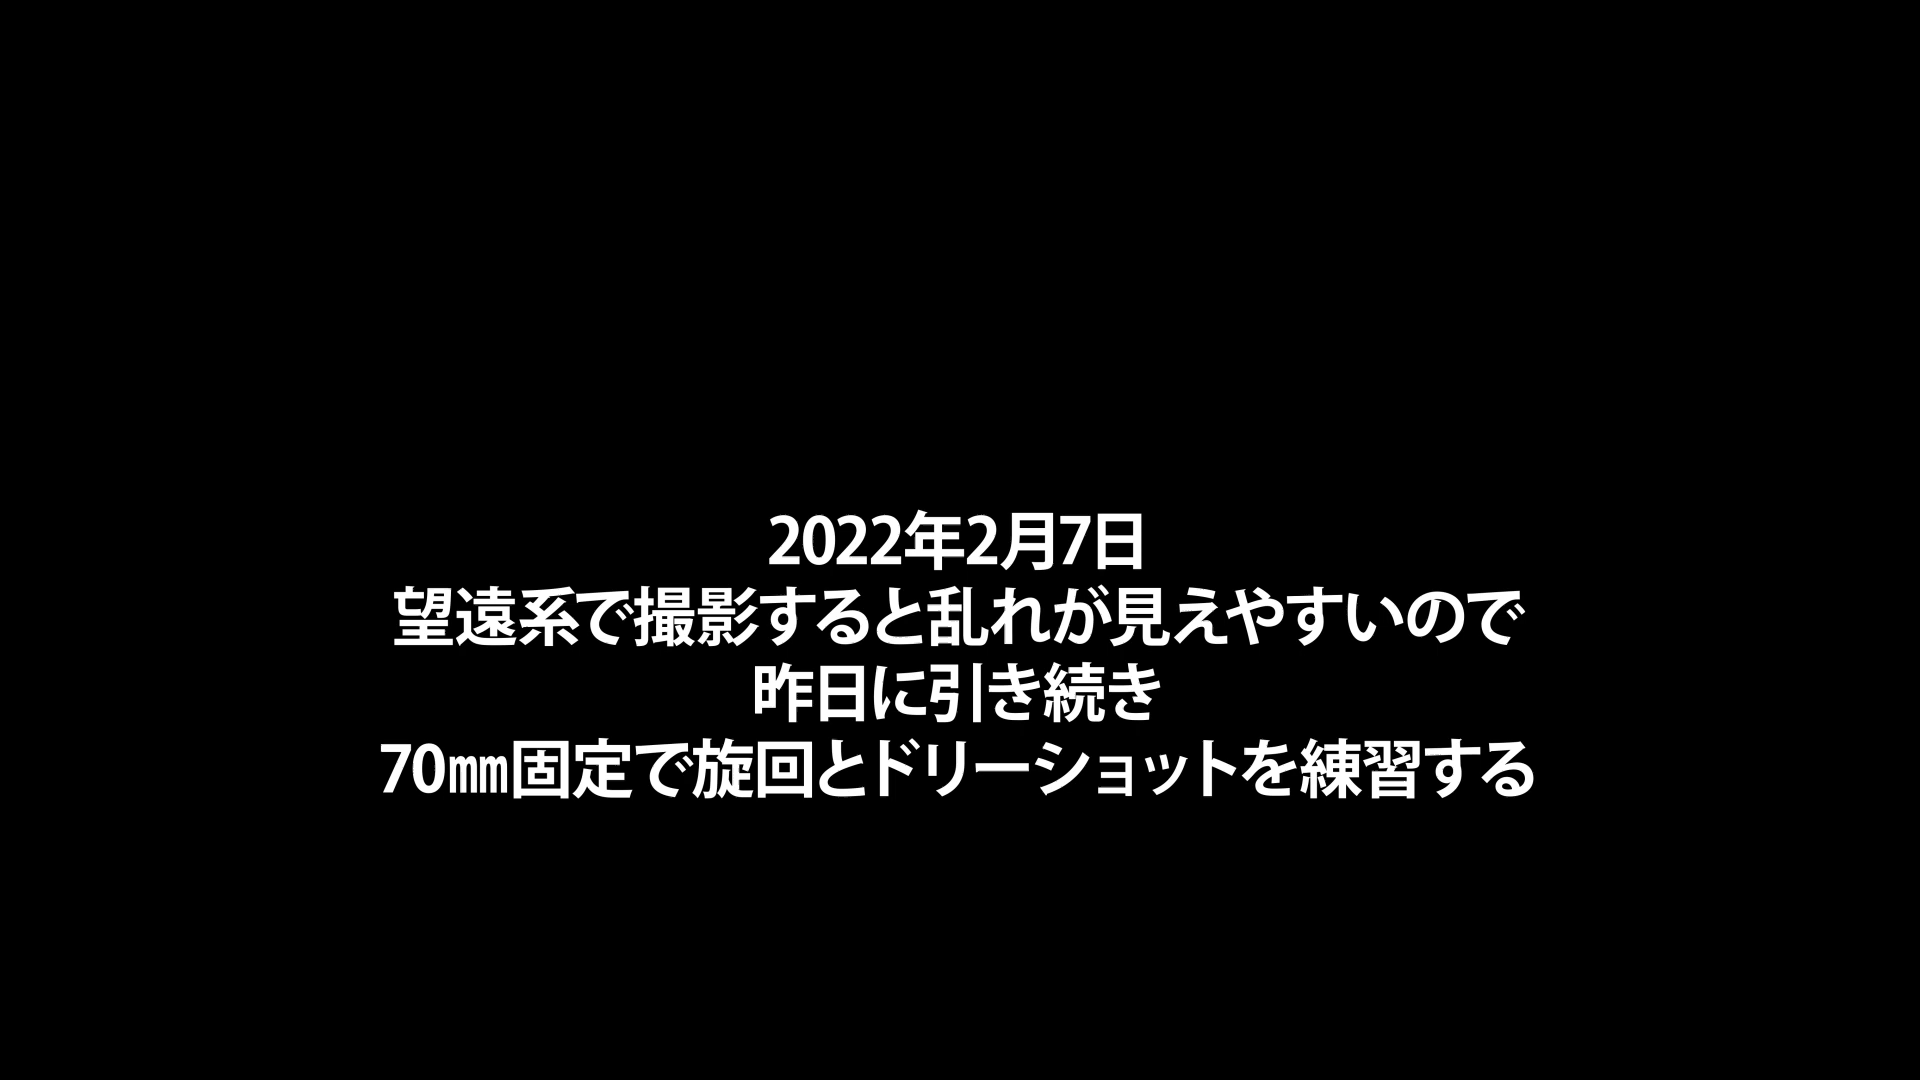 2022年2月7日
望遠系で撮影すると乱れが見えやすいので
昨日に引き続き
70㎜固定で旋回とドリーショットを練習する